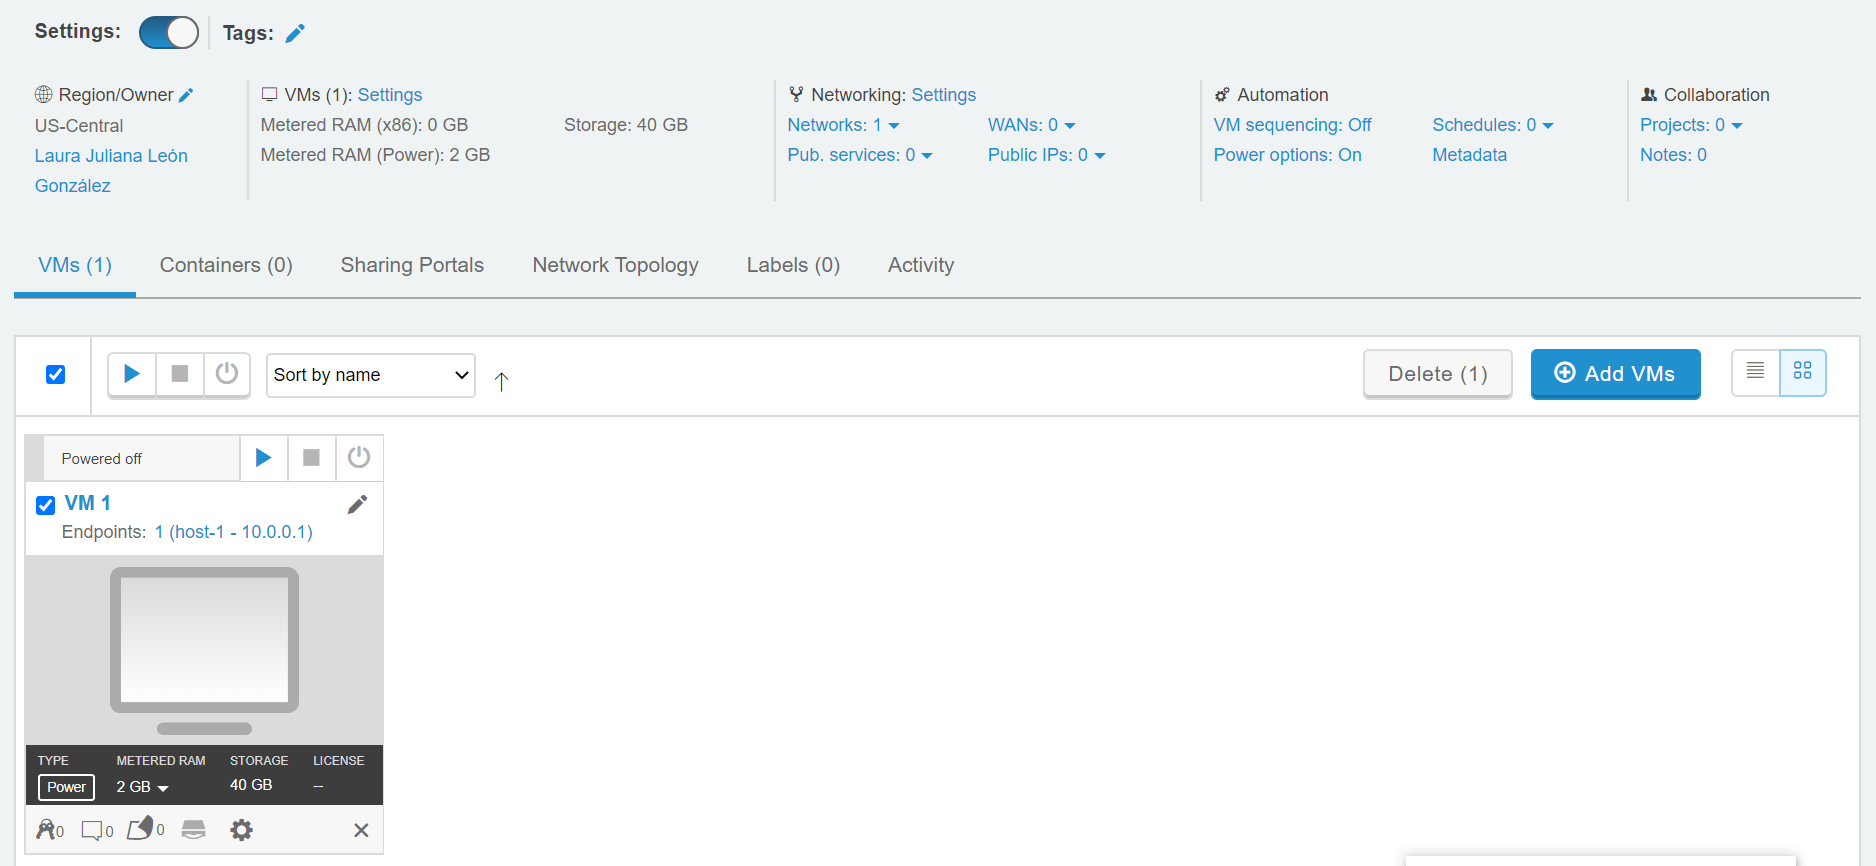 Settings:
Tags:
Region/Owner
US-Central
Laura Juliana León
González
VMs (1): Settings
Metered RAM (x86): 0 GB
Storage: 40 GB
Metered RAM (Power): 2 GB
Networking: Settings
Networks: 1
WANs: 0
Pub. services: 0
Public IPs: 0
Automation
VM sequencing: Off
Schedules: 0
Power options: On
Metadata
Collaboration
Projects: 0
Notes: 0
VMs (1)
Containers (0)
Sharing Portals
Network Topology
Labels (0)
Activity
Sort by name
Delete (1)
Add VMs
Powered off
VM 1
Endpoints: 1 (host-1 - 10.0.0.1)
TYPE METERED RAM STORAGE LICENSE
Power 2 GB 40 GB --
0 0 0